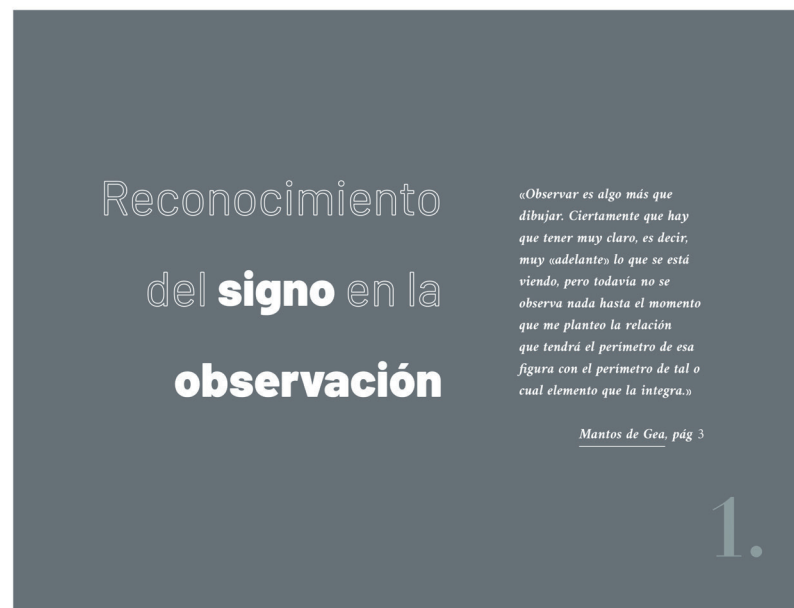 Reconocimiento
del signo en la
observación
«Observar es algo más que
dibujar. Ciertamente que hay
que tener muy claro, es decir,
muy «adelante» lo que se está
viendo, pero todavía no se
observa nada hasta el momento
que me planteo la relación
que tendrá el perímetro de esa
figura con el perímetro de tal o
cual elemento que la integra.»
Mantos de Gea, pág 3
1.